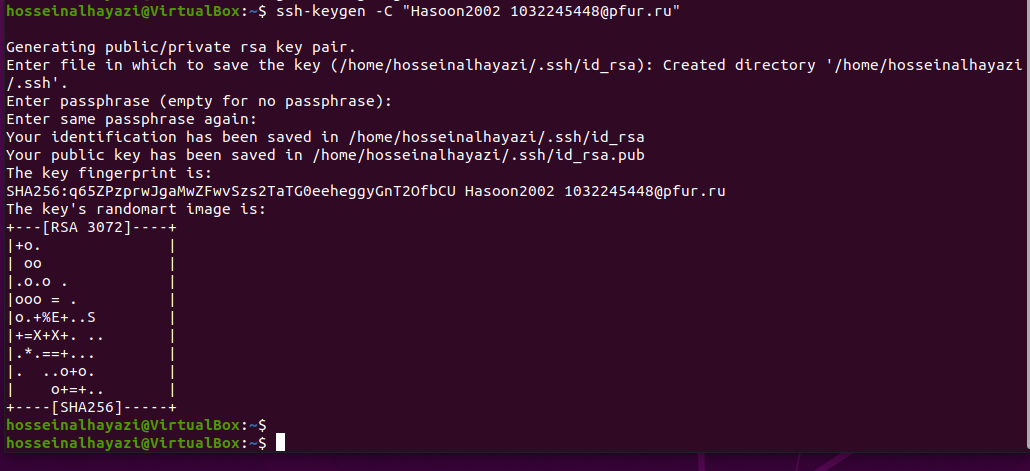 hosseinalhayazi@VirtualBox:~$ ssh-keygen -C "Hasoon2002 1032245448@pfur.ru"

Generating public/private rsa key pair.
Enter file in which to save the key (/home/hosseinalhayazi/.ssh/id_rsa): Created directory '/home/hosseinalhayazi
/.ssh'.
Enter passphrase (empty for no passphrase):
Enter same passphrase again:
Your identification has been saved in /home/hosseinalhayazi/.ssh/id_rsa
Your public key has been saved in /home/hosseinalhayazi/.ssh/id_rsa.pub
The key fingerprint is:
SHA256:q65ZPzprwJgaMwZFwvSzs2TaTG0eeheggyGnT2OfbCU Hasoon2002 1032245448@pfur.ru
The key's randomart image is:
+---[RSA 3072]----+
|+o.              |
| oo              |
|.o.o .           |
|ooo = .          |
|o.+%E+..S        |
|+=X+X+. ..       |
|.*.==+...        |
|.  ..o+o.        |
|    o+=+..       |
+----[SHA256]-----+
hosseinalhayazi@VirtualBox:~$
hosseinalhayazi@VirtualBox:~$